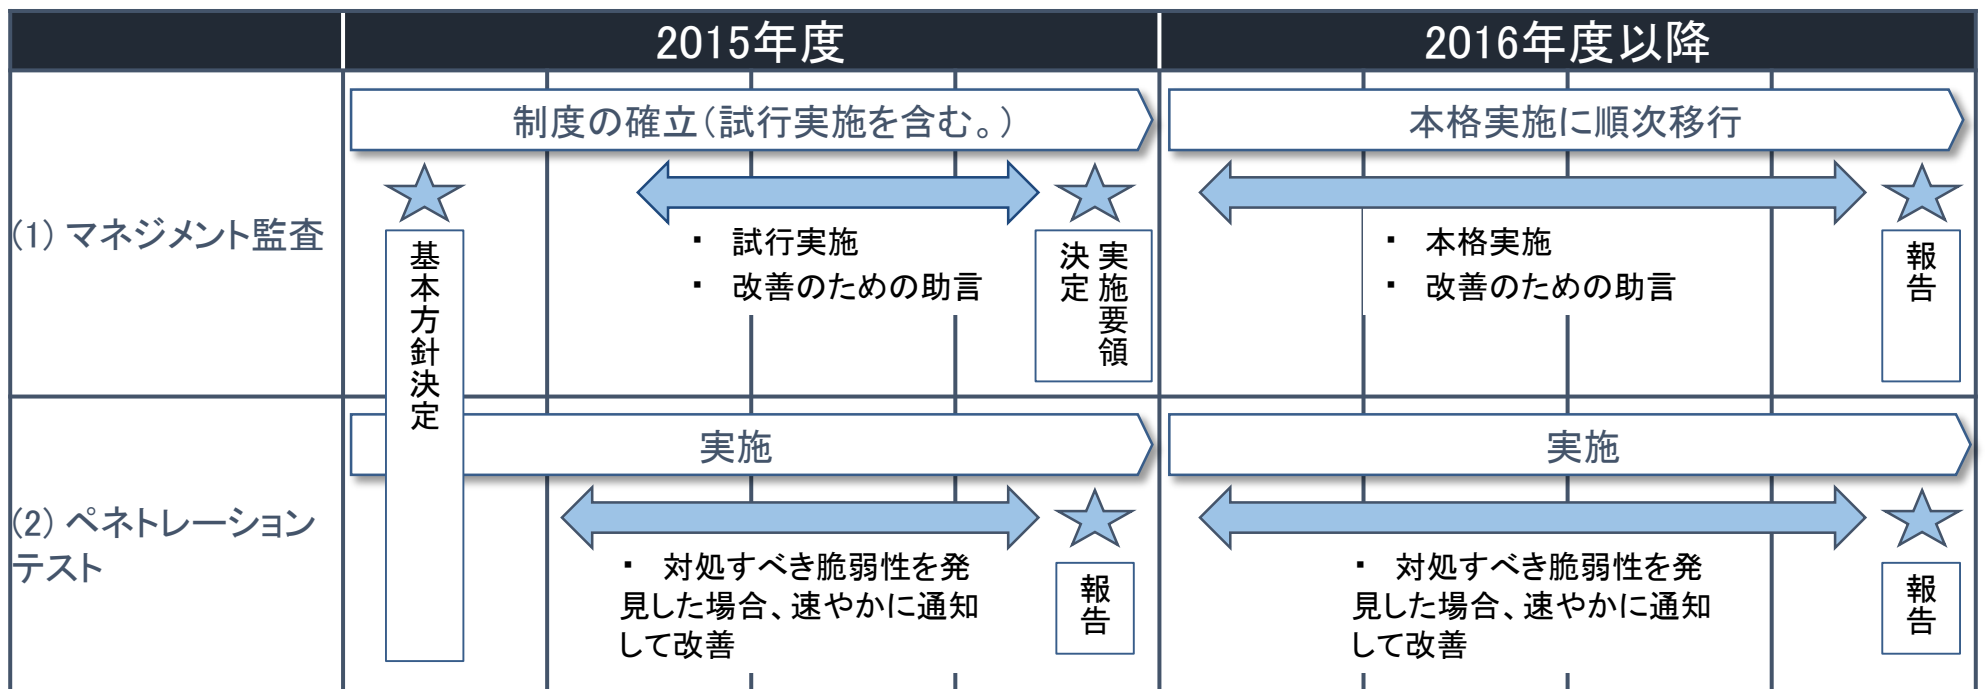 2015年度
2016年度以降
(1) マネジメント監査
制度の確立(試行実施を含む。)
本格実施に順次移行
基本方針決定
・ 試行実施
・ 改善のための助言
実施要領
決定
・ 本格実施
・ 改善のための助言
報告
(2) ペネトレーション
テスト
実施
実施
・ 対処すべき脆弱性を発
見した場合、速やかに通知
して改善
報告
・ 対処すべき脆弱性を発
見した場合、速やかに通知
して改善
報告